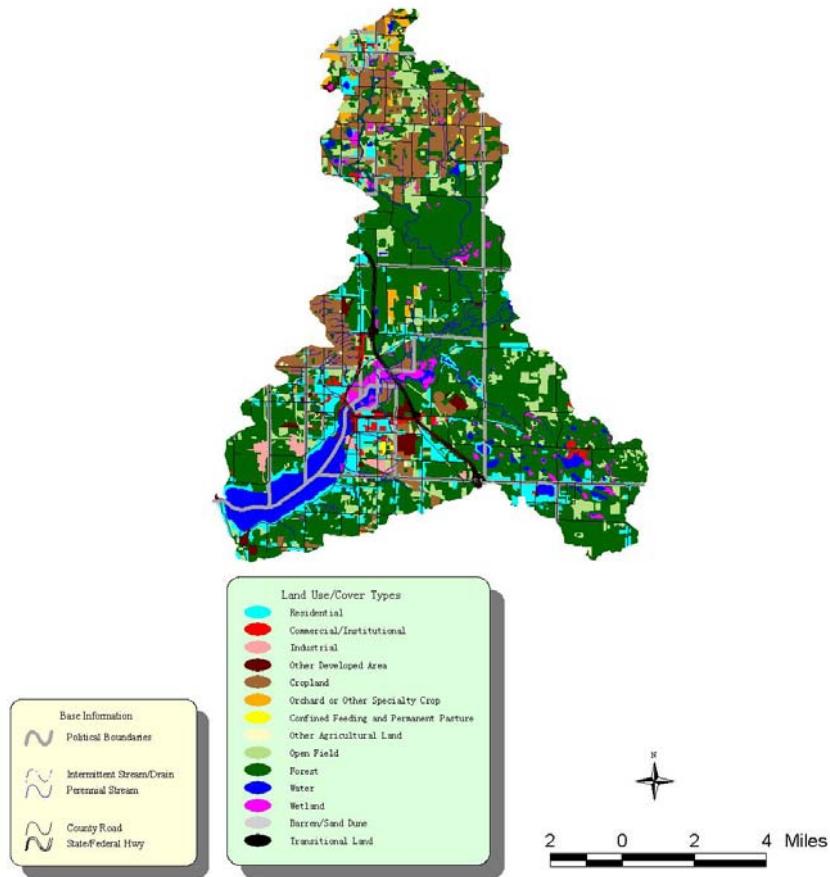 Land Use/Cover Types
Residential
Commercial/Institutional
Industrial
Other Developed Area
Cropland
Orchard or Other Specialty Crop
Confined Feeding and Permanent Pasture
Other Agricultural Land
Open Field
Forest
Water
Wetland
Barren/Sand Dune
Transitional Land
Base Information
Political Boundaries
Intermittent Stream/Drain
Perennial Stream
County Road
State/Federal Hwy
N
2 0 2 4 Miles